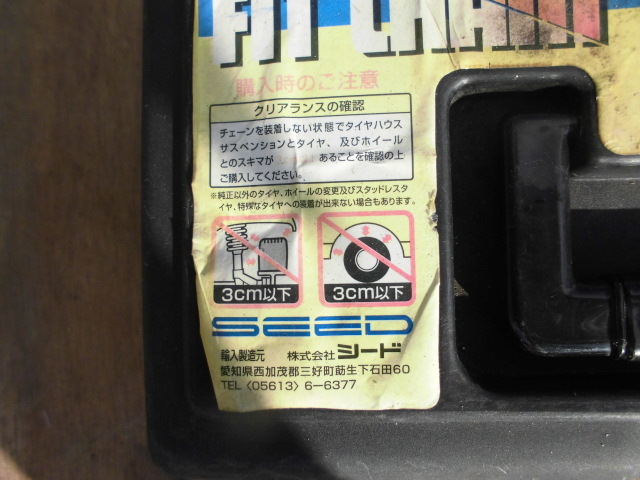 FIT CHAIN
購入時のご注意
クリアランスの確認
チェーンを装着しない状態でタイヤハウス
サスペンションとタイヤ、及びホイール
とのスキマが あることを確認の上
ご購入してください。
※純正以外のタイヤ、ホイールの変更及びスタッドレスタ
イヤ、特殊なタイヤへの装着が出来ない場合もあります。
3cm以下 3cm以下
SEED
輸入製造元 株式会社 シード
愛知県西加茂郡三好町莇生下石田60
TEL〈05613〉6-6377